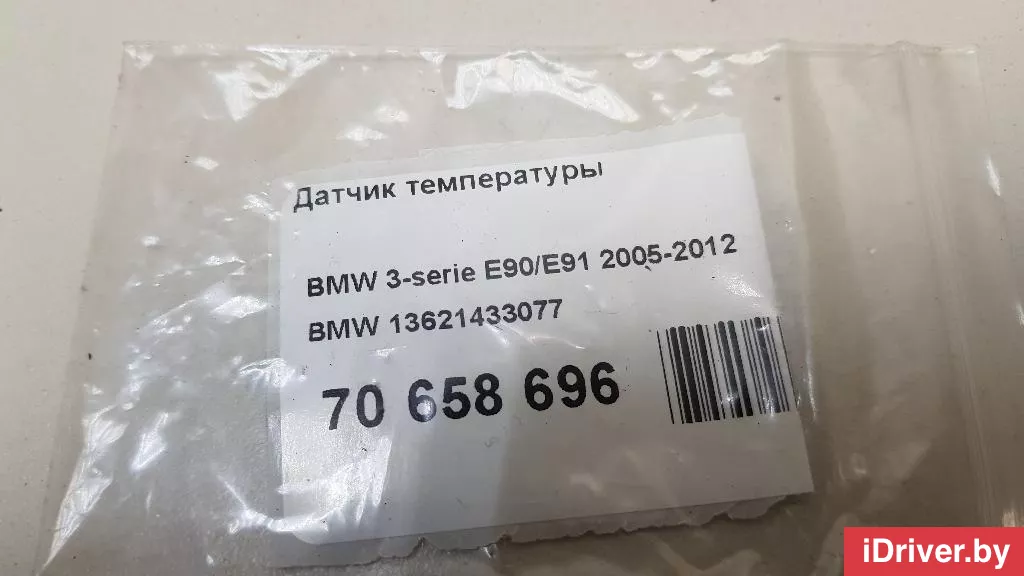 Датчик температуры
BMW 3-serie E90/E91 2005-2012
BMW 13621433077
70 658 696
iDriver.by